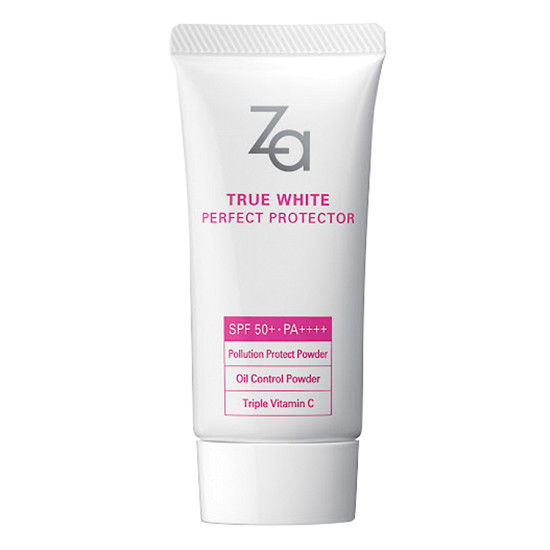 Za
TRUE WHITE
PERFECT PROTECTOR
SPF 50+·PA++++
Pollution Protect Powder
Oil Control Powder
Triple Vitamin C